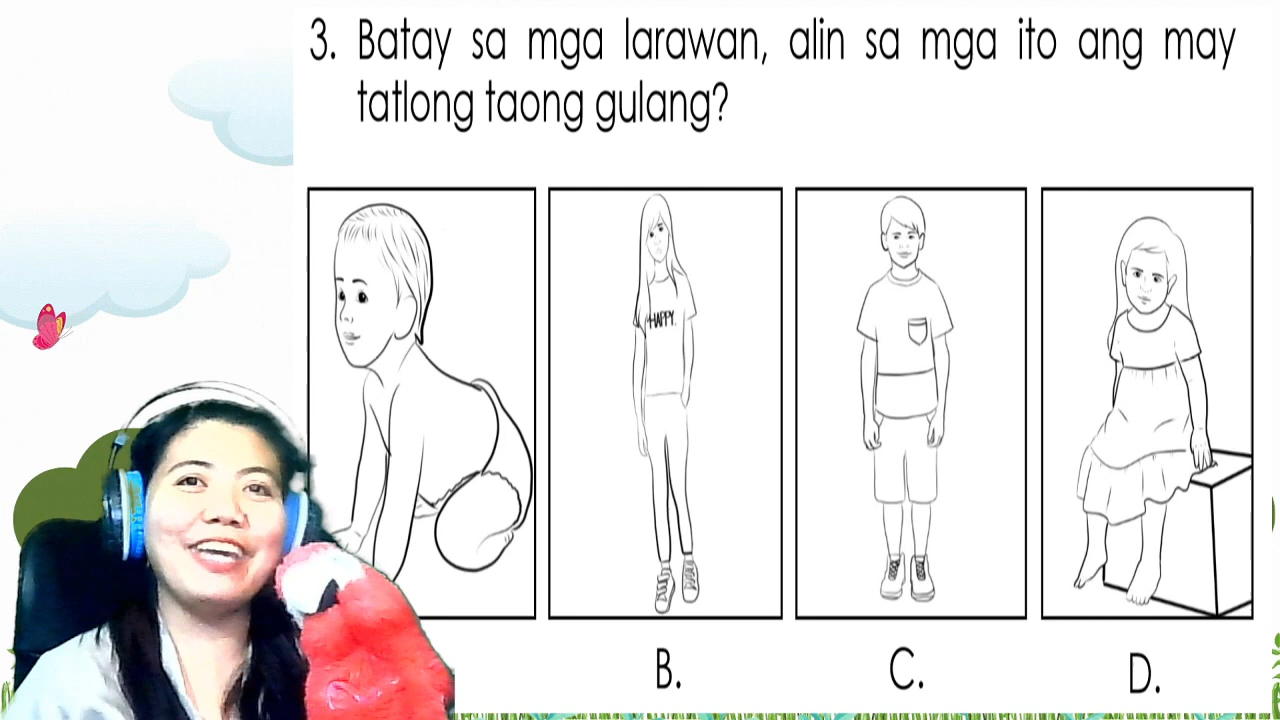 3. Batay sa mga larawan, alin sa mga ito ang may
tatlong taong gulang?
HAPPY.
B.
C.
D.